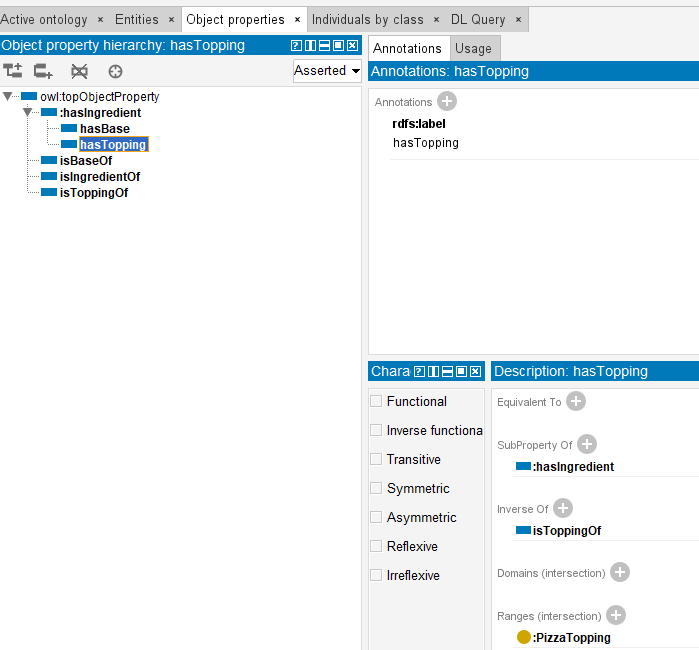 Active ontology × Entities × Object properties × Individuals by class × DL Query ×
Object property hierarchy: hasTopping
Asserted
owl:topObjectProperty
:hasIngredient
hasBase
hasTopping
isBaseOf
isIngredientOf
isToppingOf
Annotations Usage
Annotations: hasTopping
Annotations
rdfs:label
hasTopping
Chara
Functional
Inverse functiona
Transitive
Symmetric
Asymmetric
Reflexive
Irreflexive
Description: hasTopping
Equivalent To
SubProperty Of
:hasIngredient
Inverse Of
isToppingOf
Domains (intersection)
Ranges (intersection)
:PizzaTopping